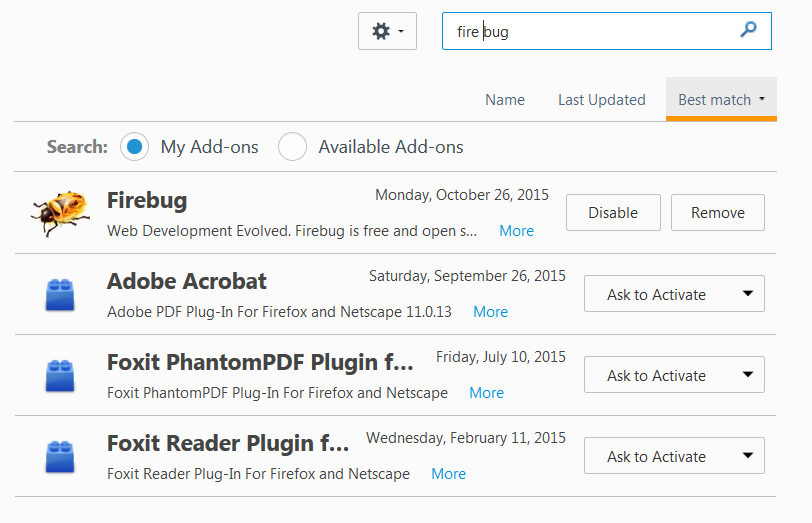 fire bug
Name Last Updated Best match
Search: My Add-ons Available Add-ons
Firebug Monday, October 26, 2015 Disable Remove
Web Development Evolved. Firebug is free and open s... More
Adobe Acrobat Saturday, September 26, 2015 Ask to Activate
Adobe PDF Plug-In For Firefox and Netscape 11.0.13 More
Foxit PhantomPDF Plugin f... Friday, July 10, 2015 Ask to Activate
Foxit PhantomPDF Plug-In For Firefox and Netscape More
Foxit Reader Plugin f... Wednesday, February 11, 2015 Ask to Activate
Foxit Reader Plug-In For Firefox and Netscape More